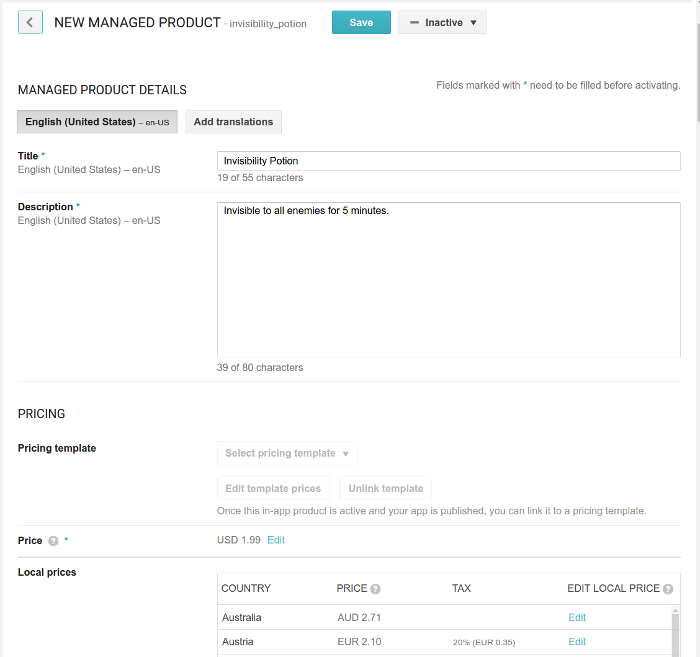 NEW MANAGED PRODUCT - invisibility_potion Save Inactive
MANAGED PRODUCT DETAILS Fields marked with * need to be filled before activating.
English (United States) – en-US Add translations
Title * Invisibility Potion
English (United States) – en-US
19 of 55 characters
Description * Invisible to all enemies for 5 minutes.
English (United States) – en-US
39 of 80 characters
PRICING
Pricing template Select pricing template
Edit template prices Unlink template
Once this in-app product is active and your app is published, you can link it to a pricing template.
Price ? * USD 1.99 Edit
Local prices
COUNTRY PRICE ? TAX EDIT LOCAL PRICE ?
Australia AUD 2.71 Edit
Austria EUR 2.10 20% (EUR 0.35) Edit